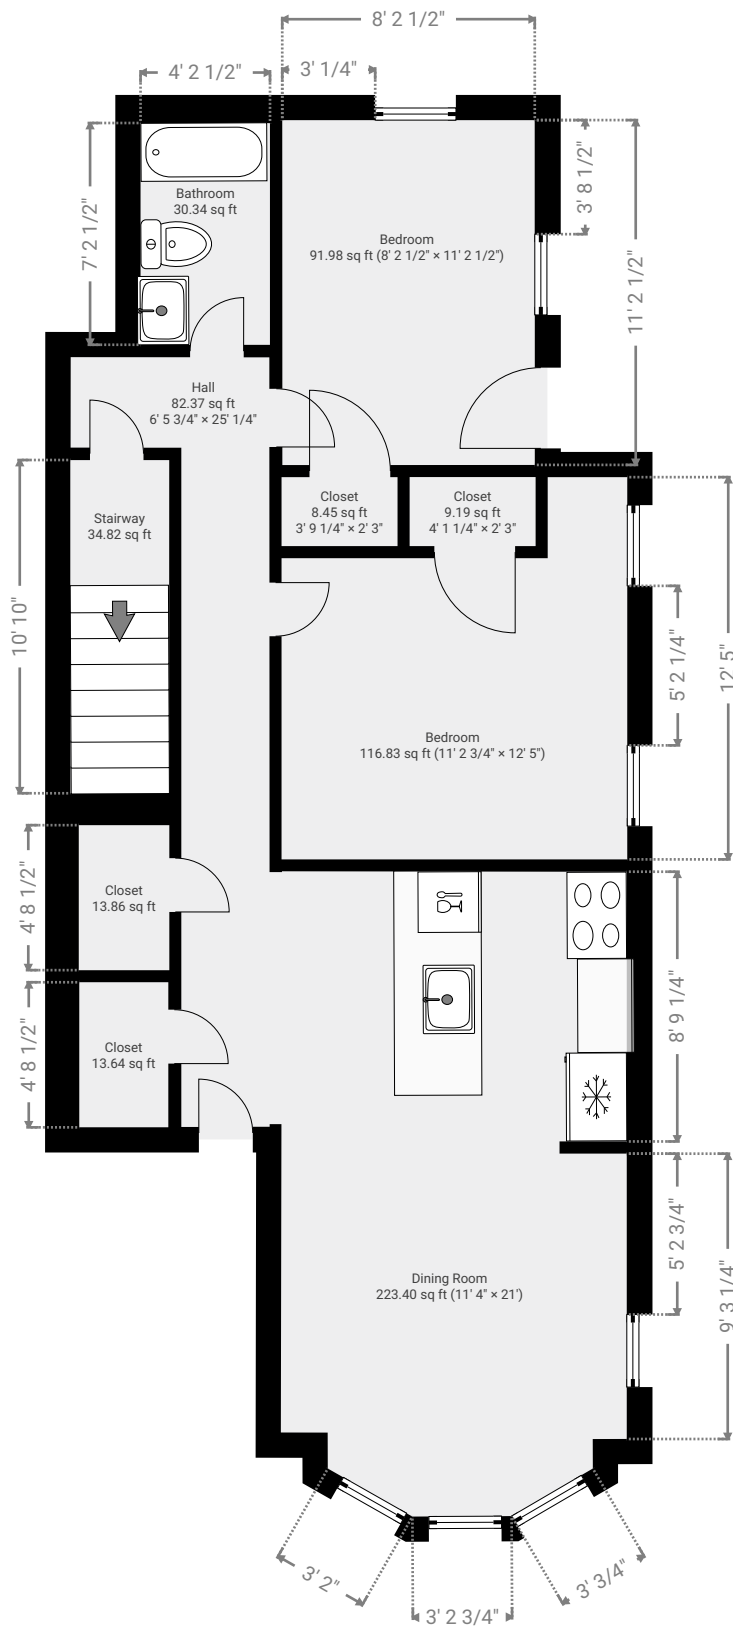 8' 2 1/2"
4' 2 1/2"
3' 1/4"
7' 2 1/2"
Bathroom
30.34 sq ft
3' 8 1/2"
Bedroom
91.98 sq ft (8' 2 1/2" × 11' 2 1/2")
11' 2 1/2"
Hall
82.37 sq ft
6' 5 3/4" × 25' 1/4"
Closet
8.45 sq ft
3' 9 1/4" × 2' 3"
Closet
9.19 sq ft
4' 1 1/4" × 2' 3"
Stairway
34.82 sq ft
10' 10"
5' 2 1/4"
12' 5"
Bedroom
116.83 sq ft (11' 2 3/4" × 12' 5")
4' 8 1/2"
Closet
13.86 sq ft
8' 9 1/4"
4' 8 1/2"
Closet
13.64 sq ft
5' 2 3/4"
9' 3 1/4"
Dining Room
223.40 sq ft (11' 4" × 21')
3' 2"
3' 2 3/4"
3' 3/4"